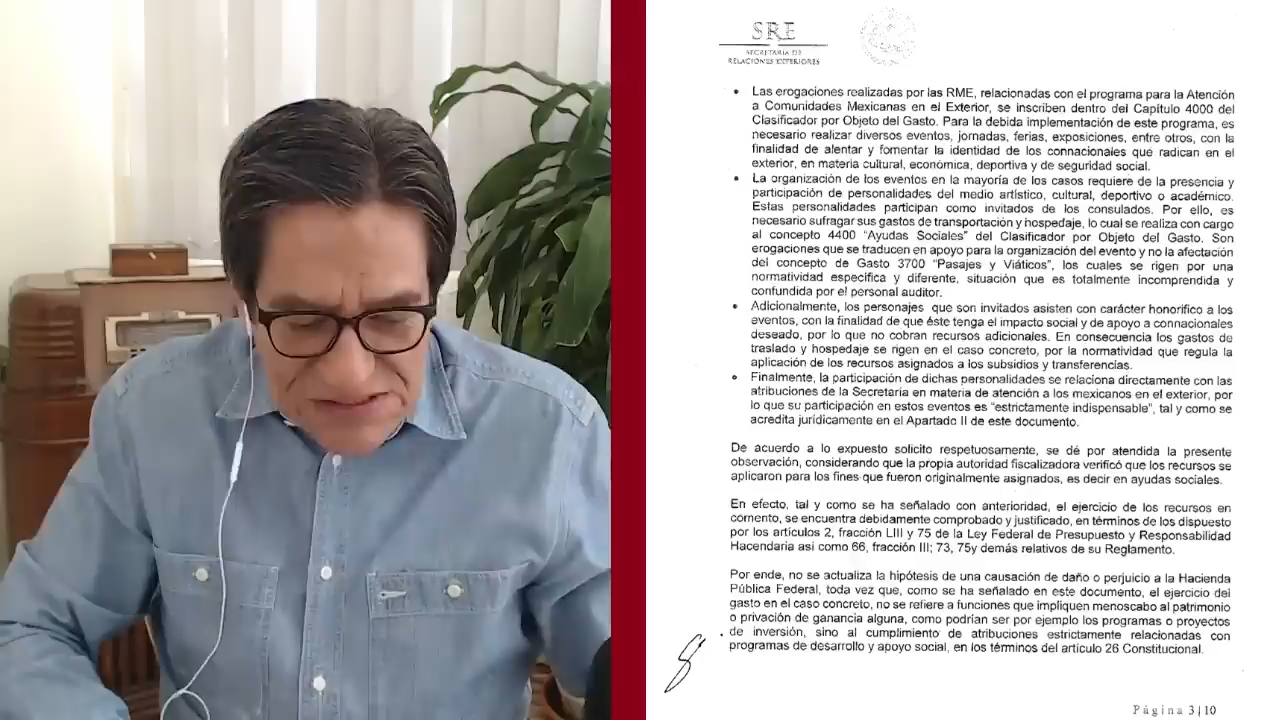 SRE
SECRETARÍA DE
RELACIONES EXTERIORES
• Las erogaciones realizadas por las RME, relacionadas con el programa para la Atención
a Comunidades Mexicanas en el Exterior, se inscriben dentro del Capítulo 4000 del
Clasificador por Objeto del Gasto. Para la debida implementación de este programa, es
necesario realizar diversos eventos, jornadas, ferias, exposiciones, entre otros, con la
finalidad de alentar y fomentar la identidad de los connacionales que radican en el
exterior, en materia cultural, económica, deportiva y de seguridad social.
• La organización de los eventos en la mayoría de los casos requiere de la presencia y
participación de personalidades del medio artístico, cultural, deportivo o académico.
Estas personalidades participan como invitados de los consulados. Por ello, es
necesario sufragar sus gastos de transportación y hospedaje, lo cual se realiza con cargo
al concepto 4400 "Ayudas Sociales" del Clasificador por Objeto del Gasto. Son
erogaciones que se traducen en apoyo para la organización del evento y no la afectación
del concepto de Gasto 3700 "Pasajes y Viáticos", los cuales se rigen por una
normatividad específica y diferente, situación que es totalmente incomprendida y
confundida por el personal auditor.
• Adicionalmente, los personajes que son invitados asisten con carácter honorifico a los
eventos, con la finalidad de que éste tenga el impacto social y de apoyo a connacionales
deseado, por lo que no cobran recursos adicionales. En consecuencia los gastos de
traslado y hospedaje se rigen en el caso concreto, por la normatividad que regula la
aplicación de los recursos asignados a los subsidios y transferencias.
• Finalmente, la participación de dichas personalidades se relaciona directamente con las
atribuciones de la Secretaría en materia de atención a los mexicanos en el exterior, por
lo que su participación en estos eventos es "estrictamente indispensable", tal y como se
acredita jurídicamente en el Apartado II de este documento.
De acuerdo a lo expuesto solicito respetuosamente, se dé por atendida la presente
observación, considerando que la propia autoridad fiscalizadora verificó que los recursos se
aplicaron para los fines que fueron originalmente asignados, es decir en ayudas sociales.
En efecto, tal y como se ha señalado con anterioridad, el ejercicio de los recursos en
comento, se encuentra debidamente comprobado y justificado, en términos de los dispuesto
por los artículos 2, fracción LIII y 75 de la Ley Federal de Presupuesto y Responsabilidad
Hacendaria así como 66, fracción III; 73, 75y demás relativos de su Reglamento.
Por ende, no se actualiza la hipótesis de una causación de daño o perjuicio a la Hacienda
Pública Federal, toda vez que, como se ha señalado en este documento, el ejercicio del
gasto en el caso concreto, no se refiere a funciones que impliquen menoscabo al patrimonio
o privación de ganancia alguna, como podrían ser por ejemplo los programas o proyectos
de inversión, sino al cumplimiento de atribuciones estrictamente relacionadas con
programas de desarrollo y apoyo social, en los términos del artículo 26 Constitucional.
Página 3|10